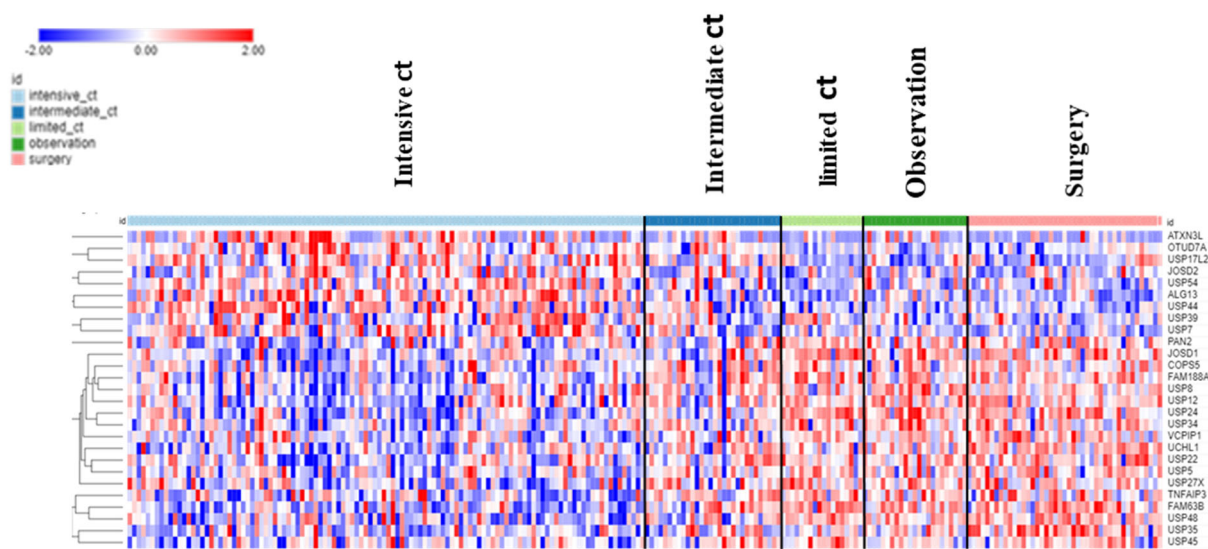 -2.00 0.00 2.00
id
intensive_ct
intermediate_ct
limited_ct
observation
surgery
Intensive ct
Intermediate ct
limited ct
Observation
Surgery
id id
ATXN3L
OTUD7A
USP17L2
JOSD2
USP54
ALG13
USP44
USP39
USP7
PAN2
JOSD1
COPS5
FAM188A
USP8
USP12
USP24
USP34
VCPIP1
UCHL1
USP22
USP5
USP27X
TNFAIP3
FAM63B
USP48
USP35
USP45